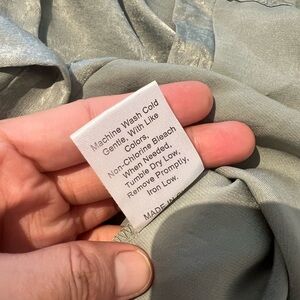 Machine Wash Cold
Gentle, With Like
Colors,
Non-Chlorine Bleach
When Needed,
Tumble Dry Low,
Remove Promptly,
Iron Low.
MADE IN